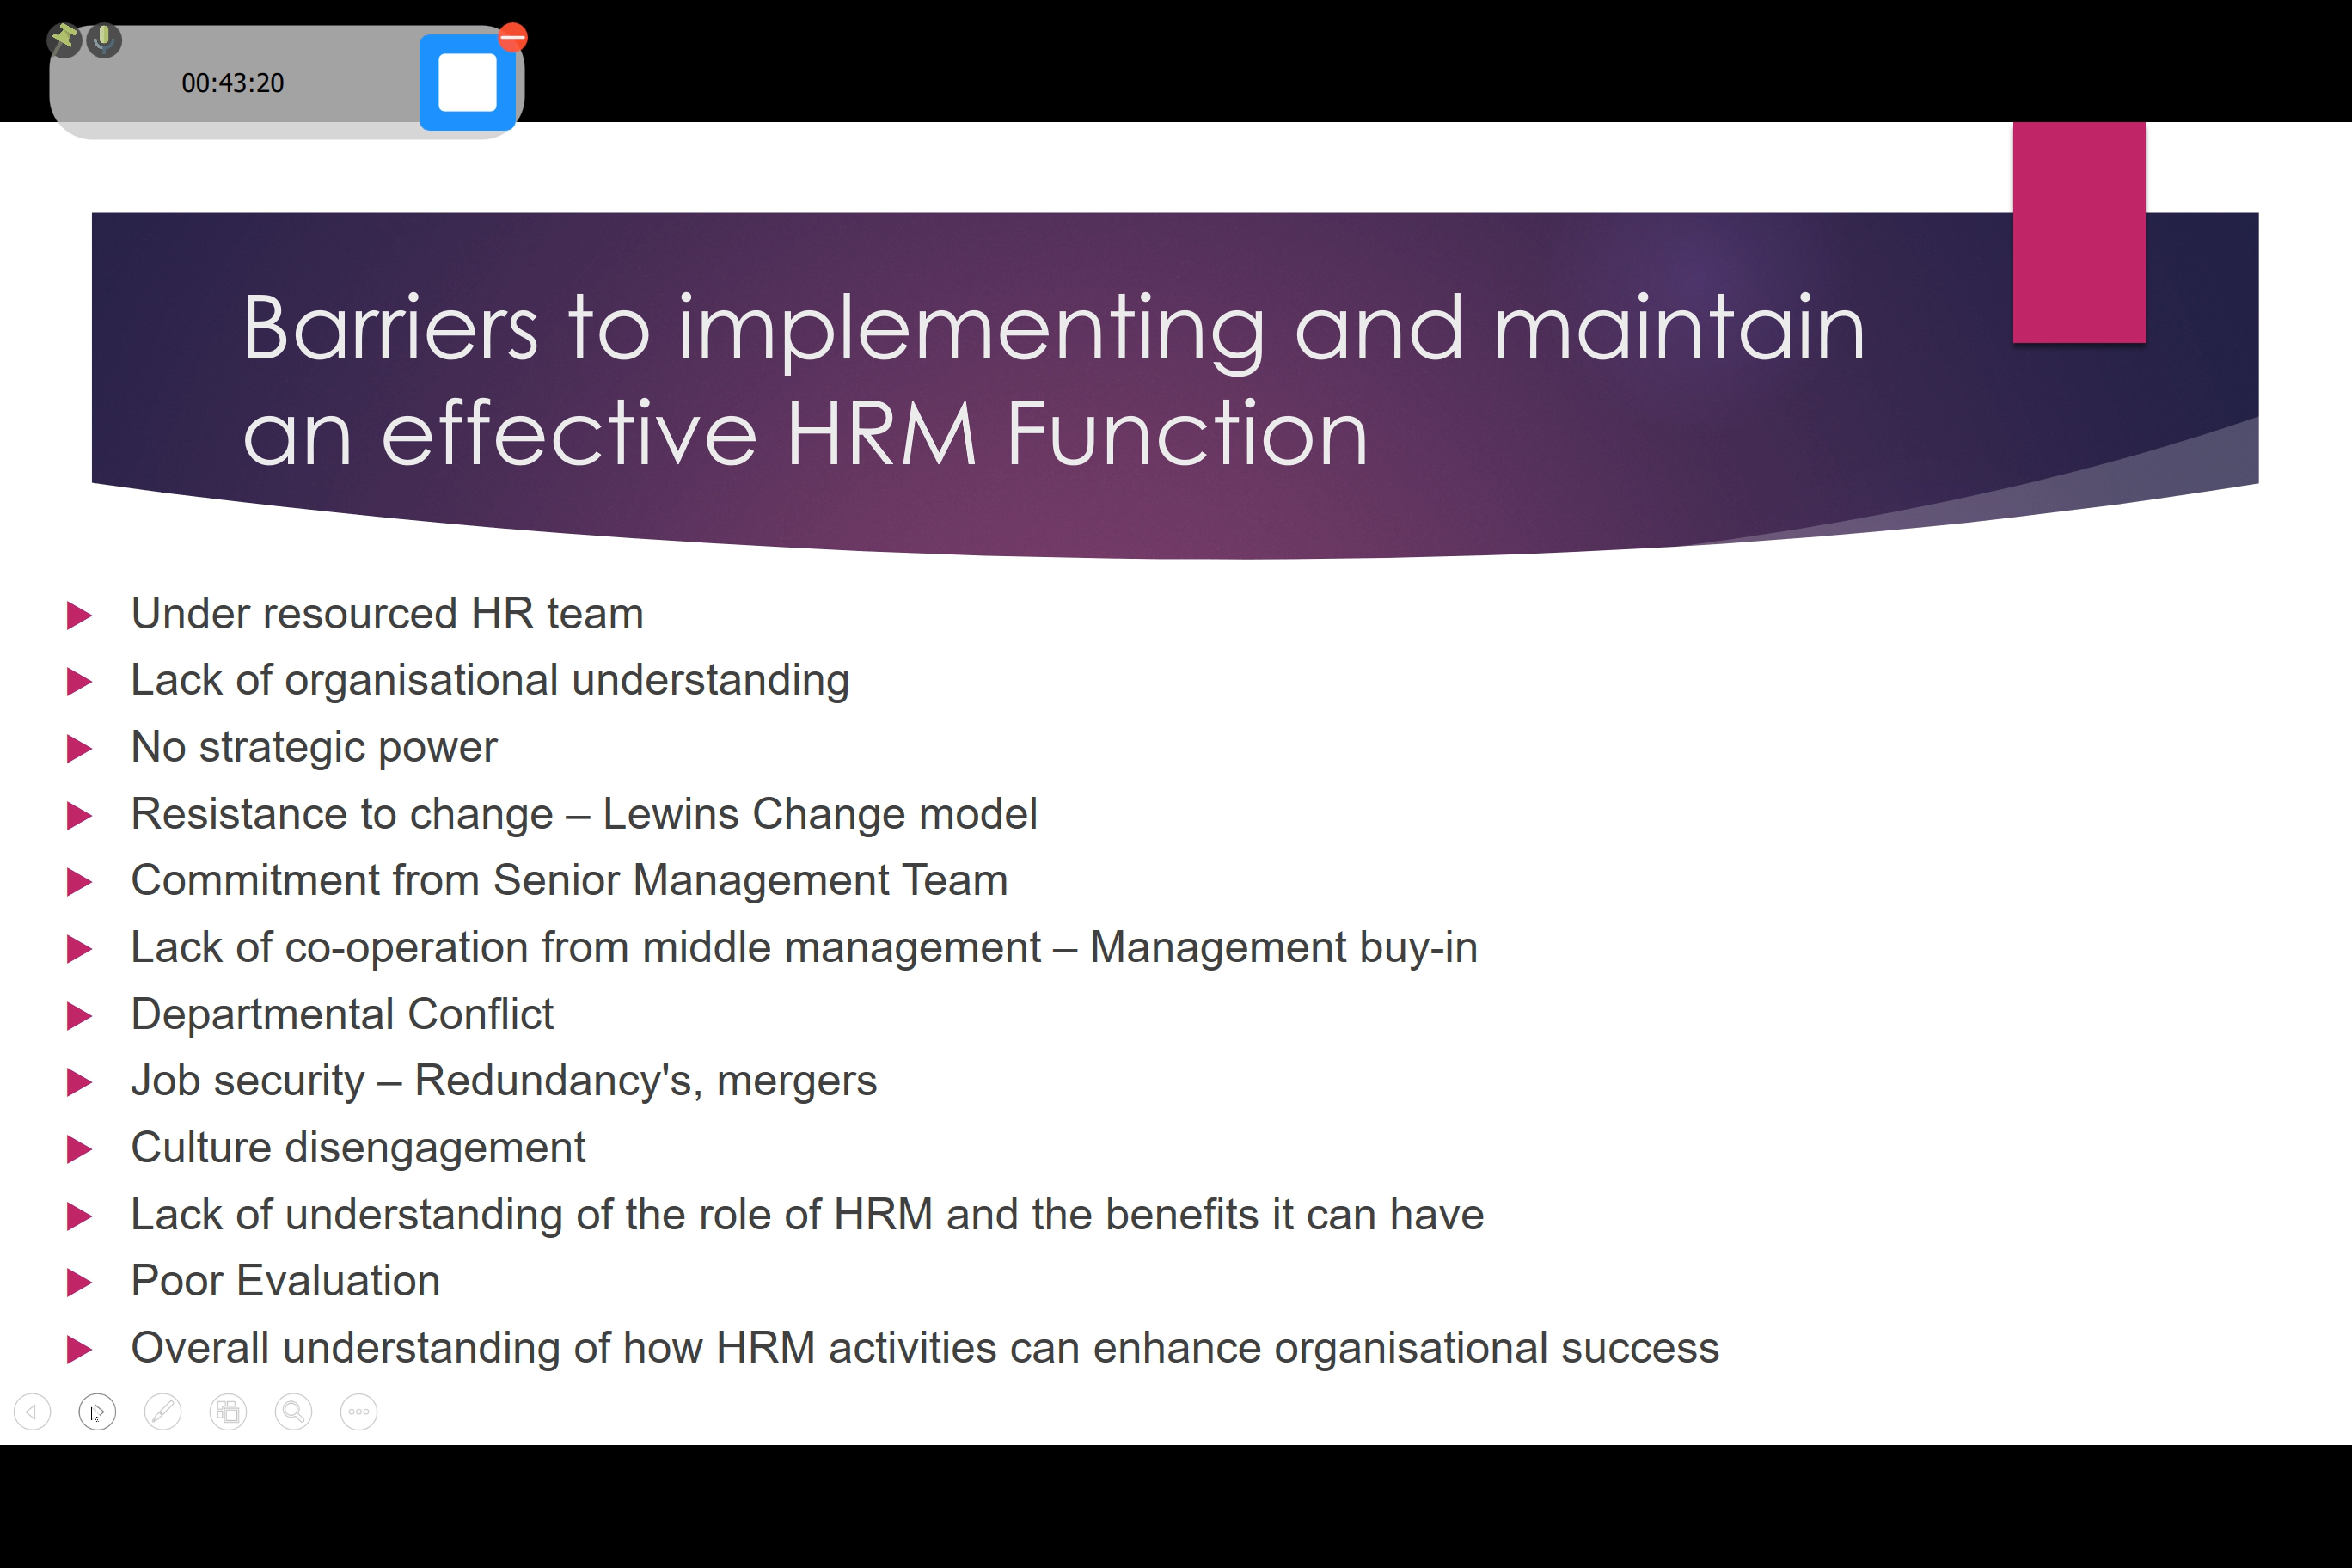 00:43:20
Barriers to implementing and maintain
an effective HRM Function
Under resourced HR team
Lack of organisational understanding
No strategic power
Resistance to change – Lewins Change model
Commitment from Senior Management Team
Lack of co-operation from middle management – Management buy-in
Departmental Conflict
Job security – Redundancy's, mergers
Culture disengagement
Lack of understanding of the role of HRM and the benefits it can have
Poor Evaluation
Overall understanding of how HRM activities can enhance organisational success